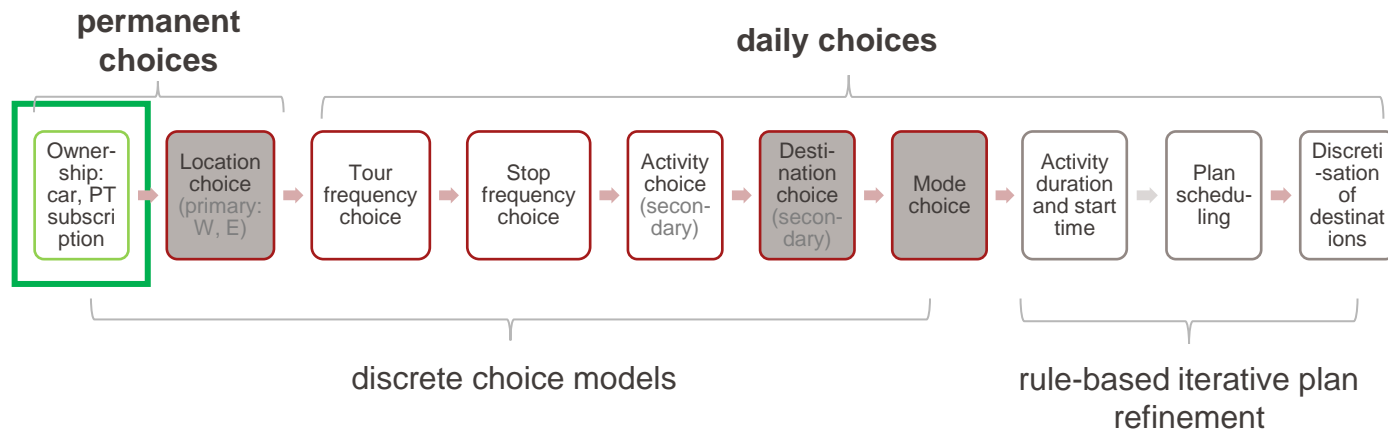 permanent
choices
daily choices
Owner-
ship:
car, PT
subscri
ption
Location
choice
(primary:
W, E)
Tour
frequency
choice
Stop
frequency
choice
Activity
choice
(secon-
dary)
Desti-
nation
choice
(secon-
dary)
Mode
choice
Activity
duration
and start
time
Plan
schedu-
ling
Discreti
-sation
of
destinat
ions
discrete choice models
rule-based iterative plan
refinement